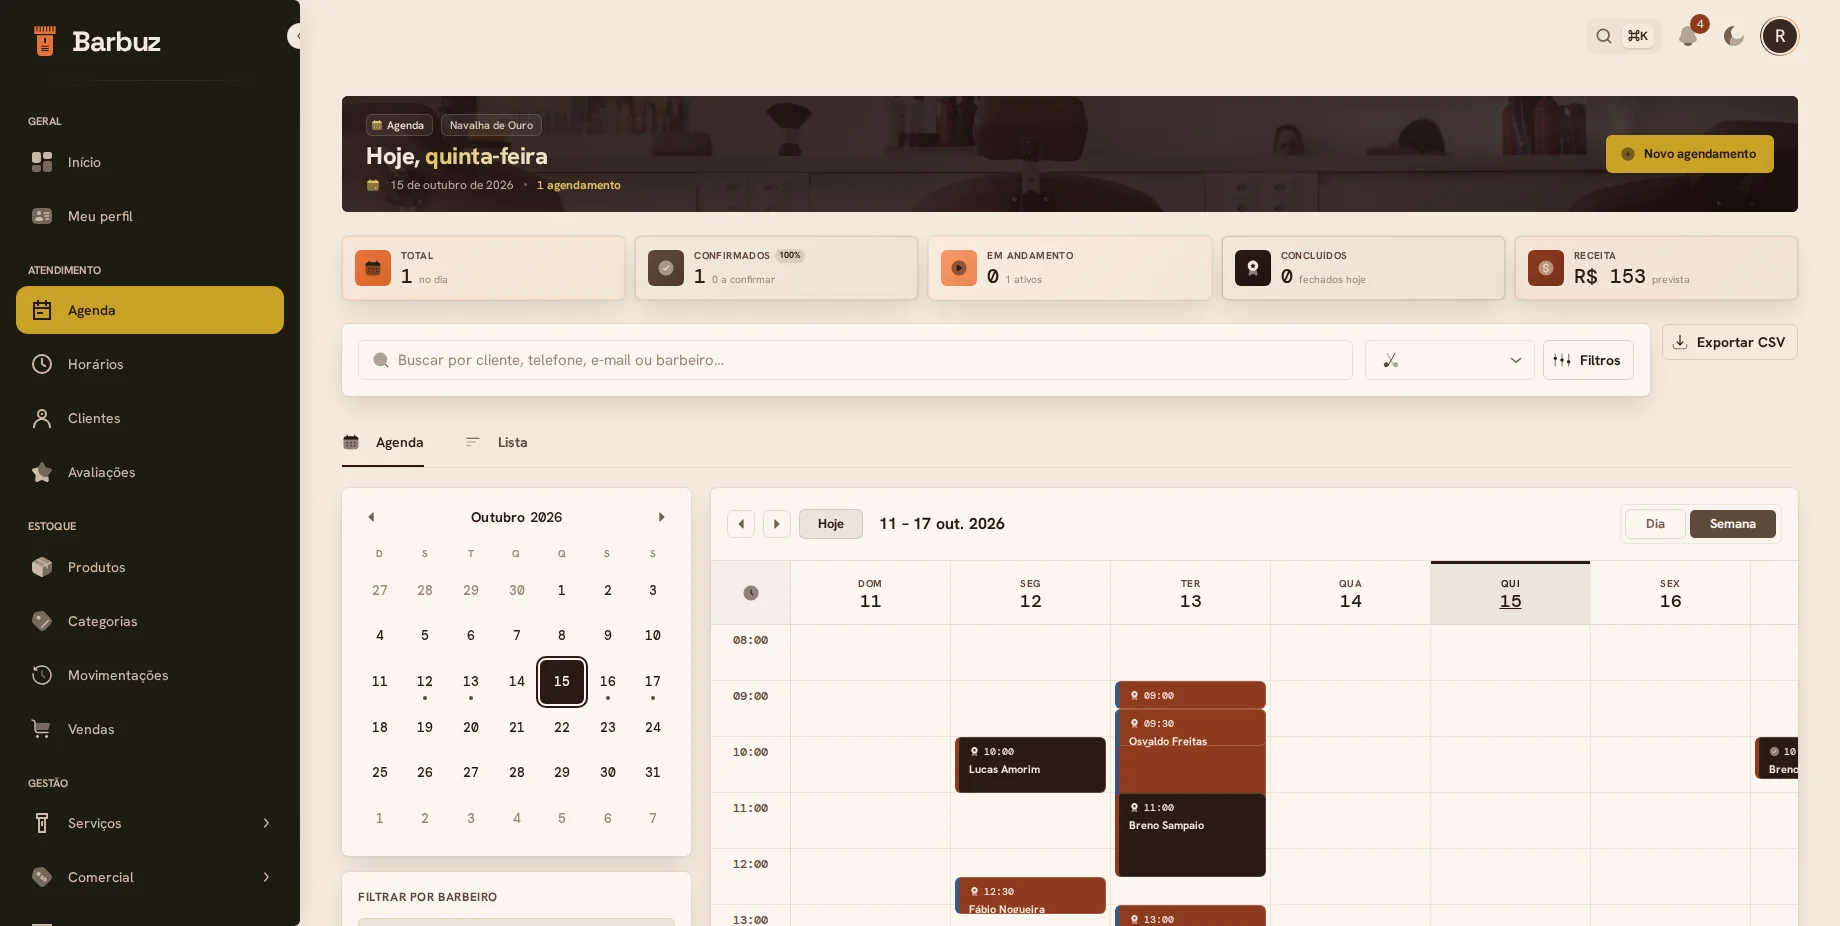 Barbuz
GERAL
Início
Meu perfil
ATENDIMENTO
Agenda
Horários
Clientes
Avaliações
ESTOQUE
Produtos
Categorias
Movimentações
Vendas
GESTÃO
Serviços
Comercial
⌘K
4
R
Agenda
Navalha de Ouro
Hoje, quinta-feira
15 de outubro de 2026 • 1 agendamento
Novo agendamento
TOTAL
1 no dia
CONFIRMADOS 100%
1 0 a confirmar
EM ANDAMENTO
0 1 ativos
CONCLUÍDOS
0 fechados hoje
RECEITA
R$ 153 prevista
Buscar por cliente, telefone, e-mail ou barbeiro...
Filtros
Exportar CSV
Agenda
Lista
Outubro 2026
D S T Q Q S S
27 28 29 30 1 2 3
4 5 6 7 8 9 10
11 12 13 14 15 16 17
18 19 20 21 22 23 24
25 26 27 28 29 30 31
1 2 3 4 5 6 7
FILTRAR POR BARBEIRO
Hoje
11 – 17 out. 2026
Dia
Semana
DOM
11
SEG
12
TER
13
QUA
14
QUI
15
SEX
16
08:00
09:00
09:00
09:30
Osvaldo Freitas
10:00
10:00
Lucas Amorim
10
Breno
11:00
11:00
Breno Sampaio
12:00
12:30
Fábio Nogueira
13:00
13:00